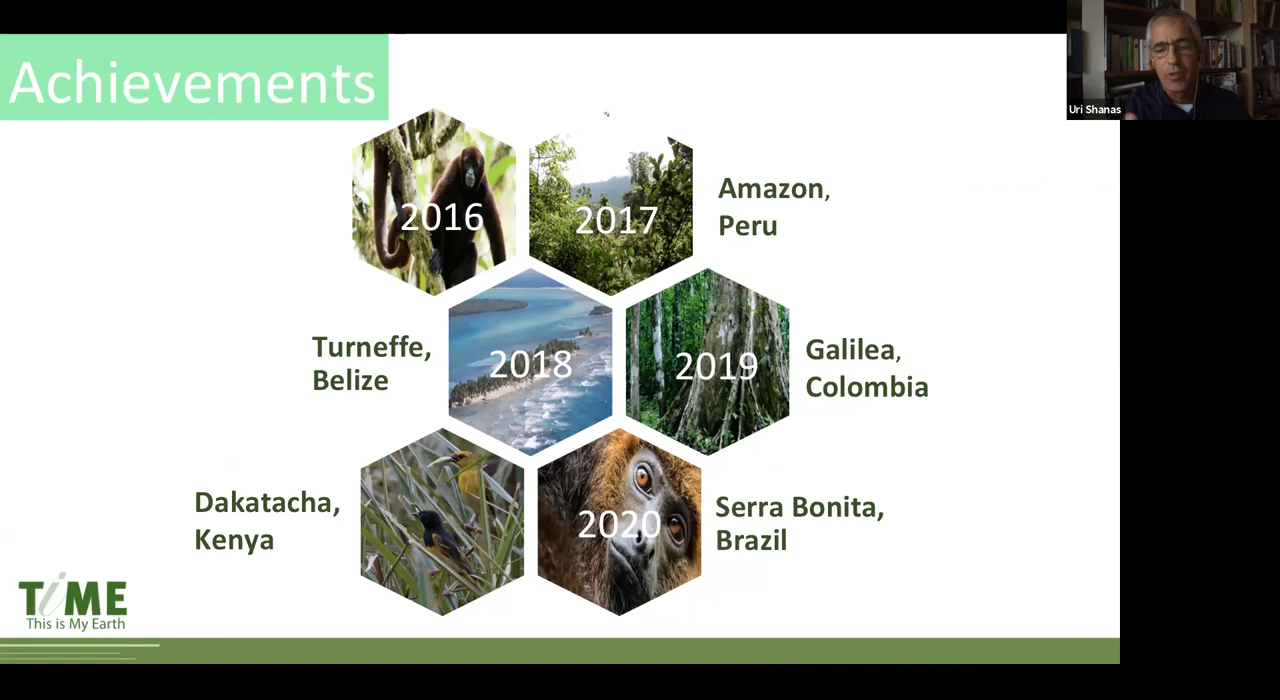 Achievements
Uri Shanas
2016
2017
Amazon,
Peru
Turneffe,
Belize
2018
2019
Galilea,
Colombia
Dakatacha,
Kenya
2020
Serra Bonita,
Brazil
TiME
This is My Earth